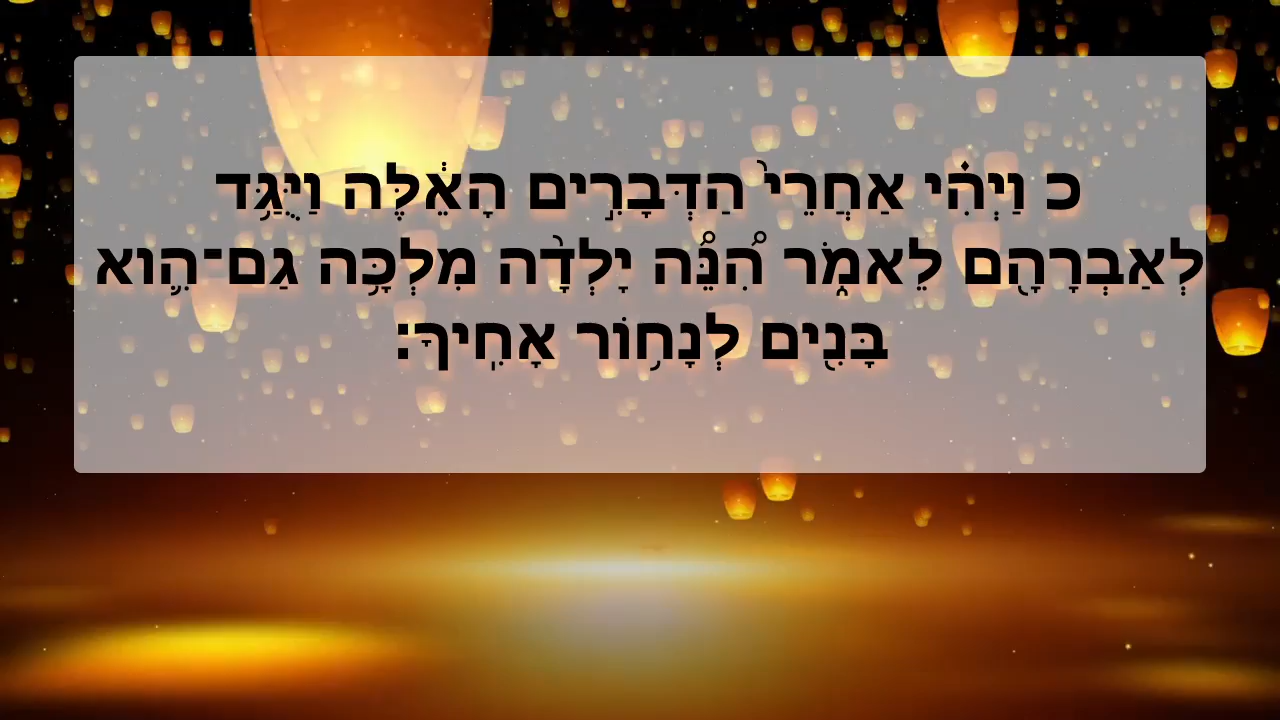 כ וַיְהִ֗י אַחֲרֵי֙ הַדְּבָרִ֣ים הָאֵ֔לֶּה וַיֻּגַּ֥ד
לְאַבְרָהָ֖ם לֵאמֹ֑ר הִ֠נֵּ֠ה יָלְדָ֨ה מִלְכָּ֥ה גַם־הִ֛וא
בָּנִ֖ים לְנָח֥וֹר אָחִֽיךָ׃